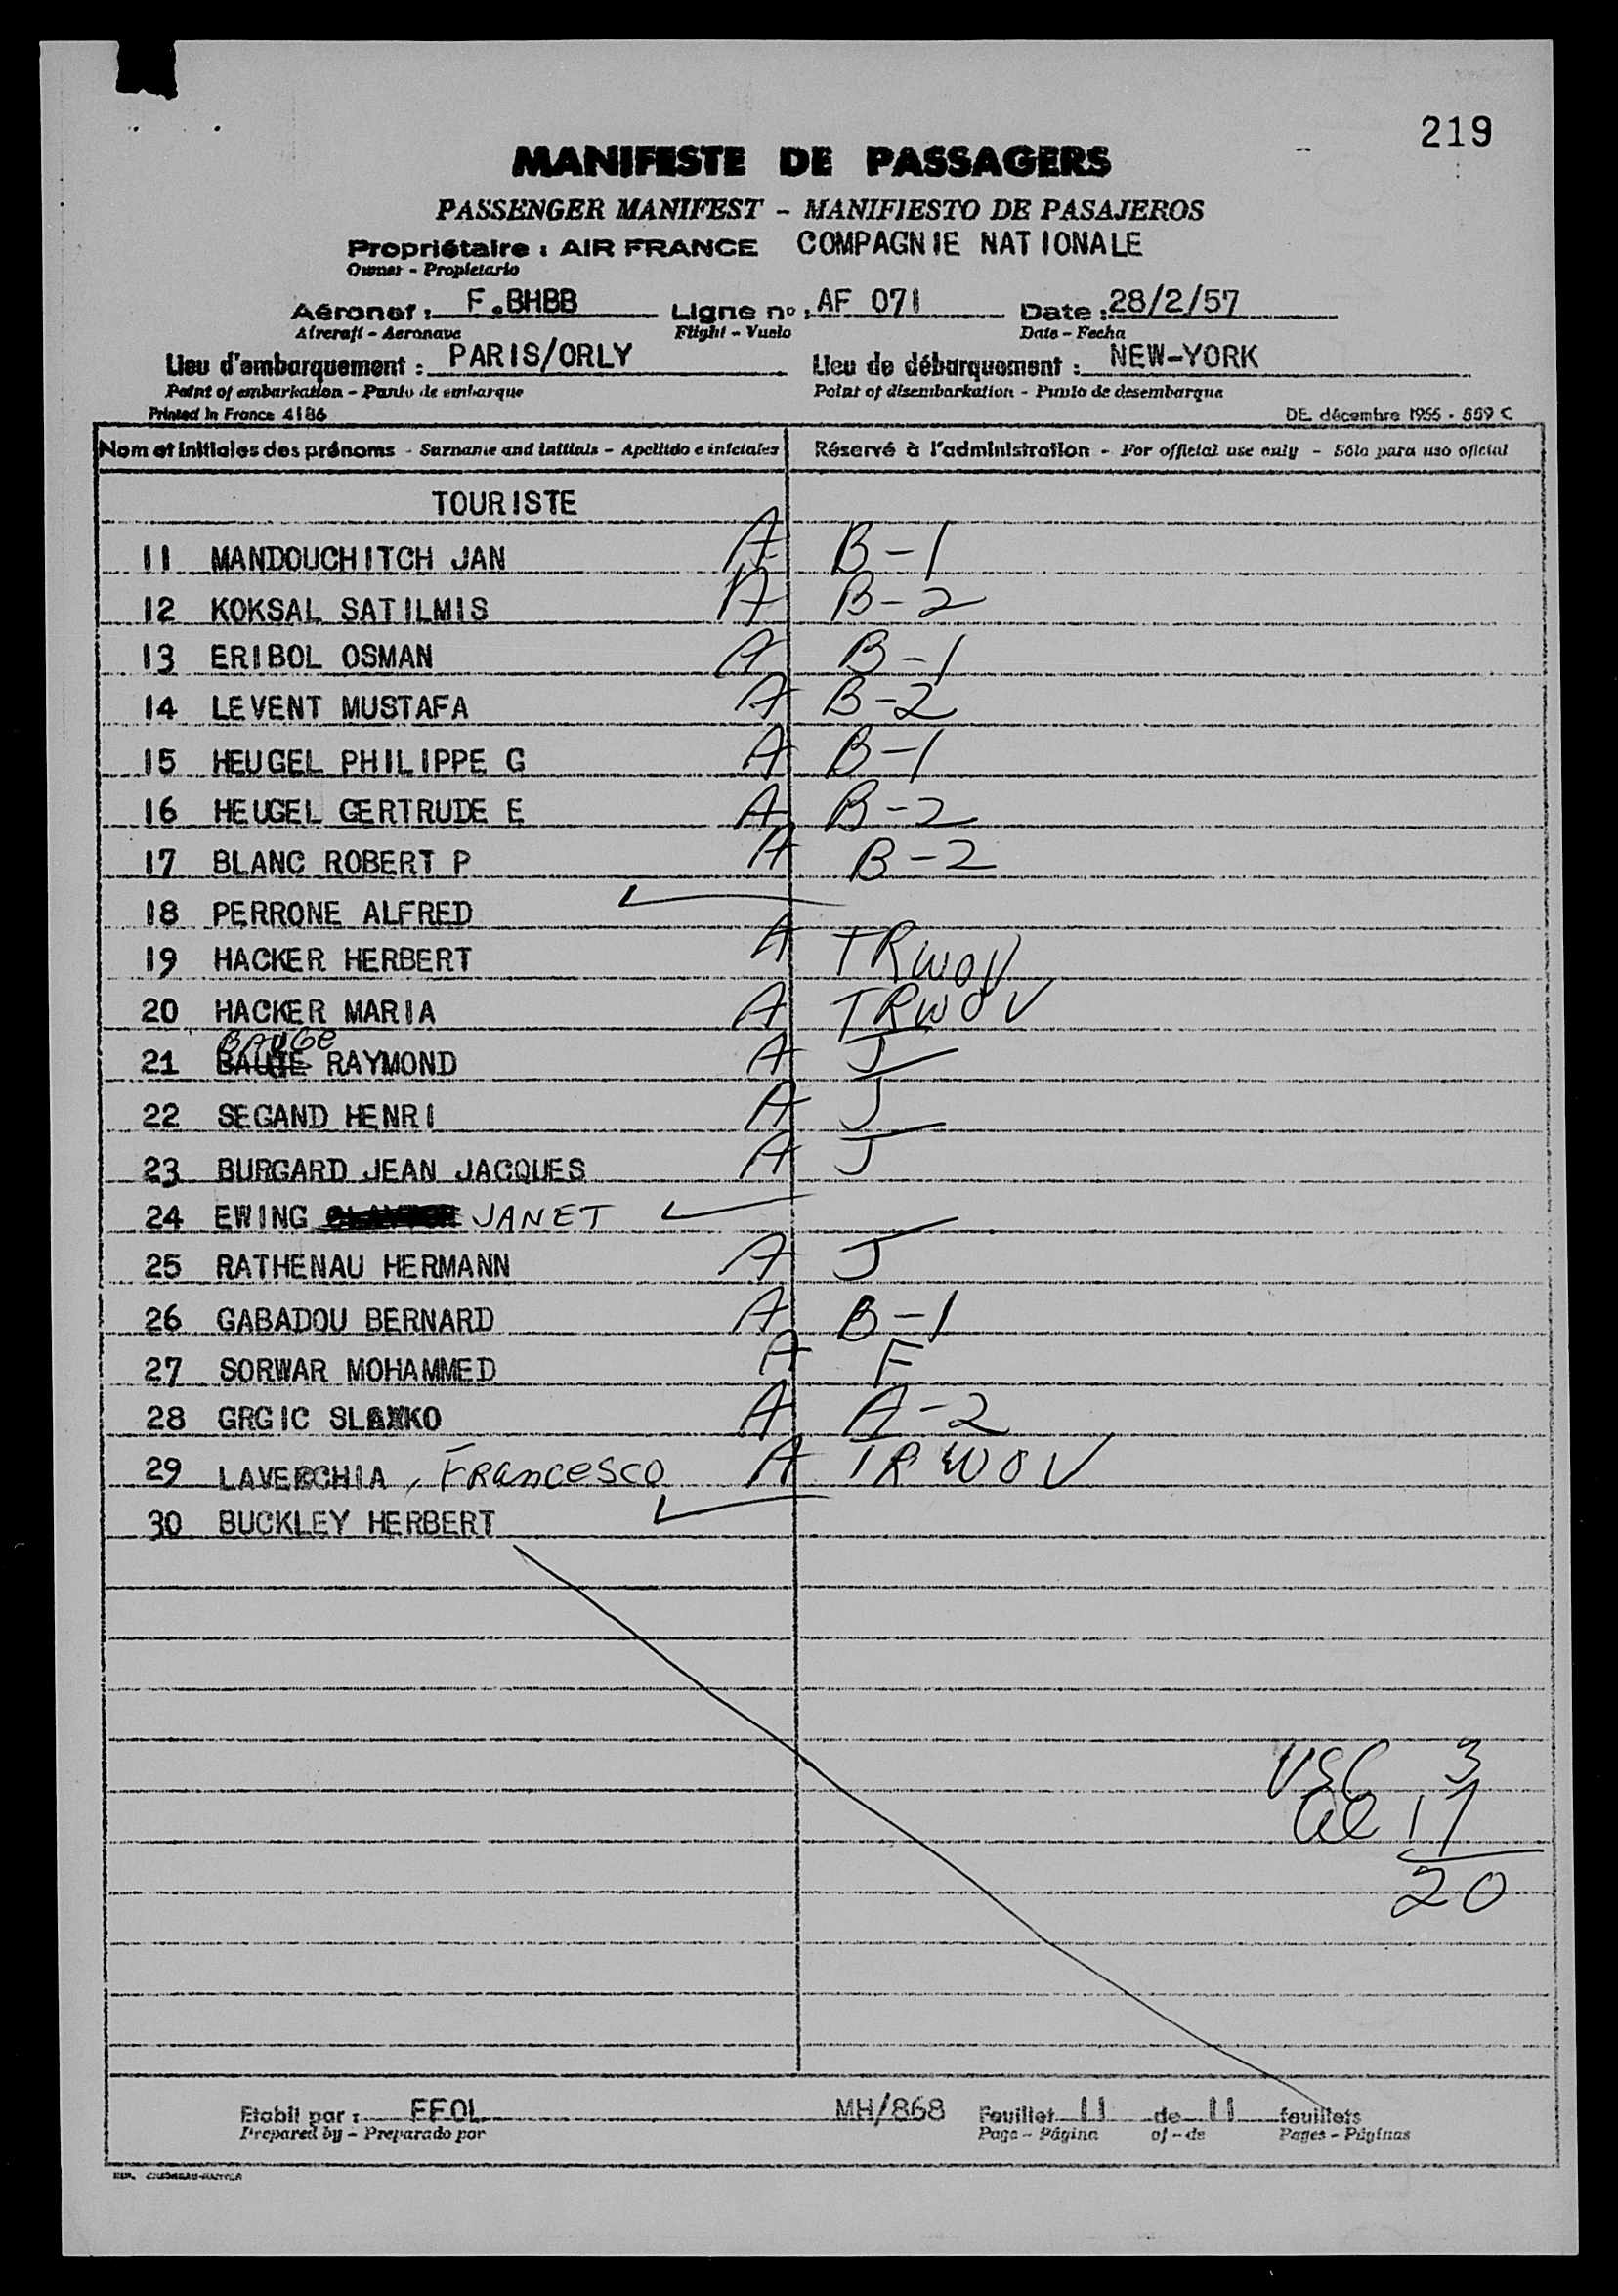 219
MANIFESTE DE PASSAGERS
PASSENGER MANIFEST - MANIFIESTO DE PASAJEROS
Propriétaire : AIR FRANCE COMPAGNIE NATIONALE
Owner - Propietario
Aéronef : F.BHBB Ligne n° : AF 071 Date : 28/2/57
Aircraft - Aeronave Flight - Vuelo Date - Fecha
Lieu d'embarquement : PARIS/ORLY Lieu de débarquement : NEW-YORK
Point of embarkation - Punto de embarque Point of disembarkation - Punto de desembarque
Printed in France 4186 DE. décembre 1955 - 889 C
Nom et initiales des prénoms - Surname and initials - Apellido e iniciales Réservé à l'administration - For official use only - Sólo para uso oficial
TOURISTE
11 MANDOUCHITCH JAN A B-1
12 KOKSAL SATILMIS A B-2
13 ERIBOL OSMAN A B-1
14 LEVENT MUSTAFA A B-2
15 HEUGEL PHILIPPE G A B-1
16 HEUGEL GERTRUDE E A B-2
17 BLANC ROBERT P A B-2
18 PERRONE ALFRED ✓
19 HACKER HERBERT A TRWOV
20 HACKER MARIA A TRWOV
BAUGE
21 RAYMOND A J
22 SEGAND HENRI A J
23 BURGARD JEAN JACQUES A J
24 EWING JANET ✓
25 RATHENAU HERMANN A J
26 GABADOU BERNARD A B-1
27 SORWAR MOHAMMED A F
28 GRGIC A A-2
29 LAVECCHIA, Francesco A TRWOV
30 BUCKLEY HERBERT ✓
USC 3
al 17
20
Etabli par : FFOL MH/868 Feuillet 11 de 11 feuillets
Prepared by - Preparado por Page - Página of - de Pages - Páginas